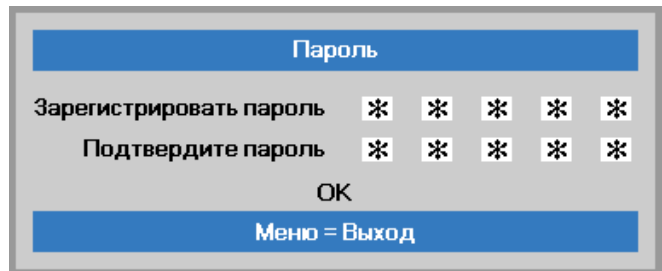 Пароль
Зарегистрировать пароль * * * * *
Подтвердите пароль * * * * *
OK
Меню = Выход